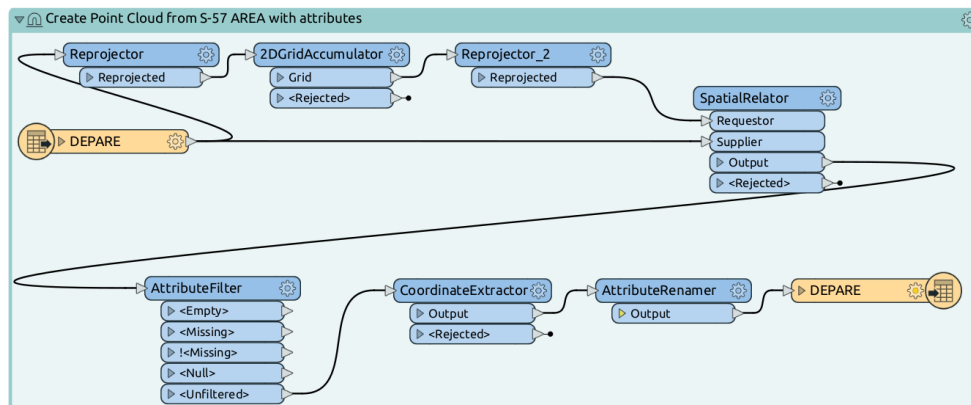 Create Point Cloud from S-57 AREA with attributes
Reprojector
Reprojected
2DGridAccumulator
Grid
<Rejected>
Reprojector_2
Reprojected
SpatialRelator
Requestor
Supplier
Output
<Rejected>
DEPARE
AttributeFilter
<Empty>
<Missing>
!<Missing>
<Null>
<Unfiltered>
CoordinateExtractor
Output
<Rejected>
AttributeRenamer
Output
DEPARE